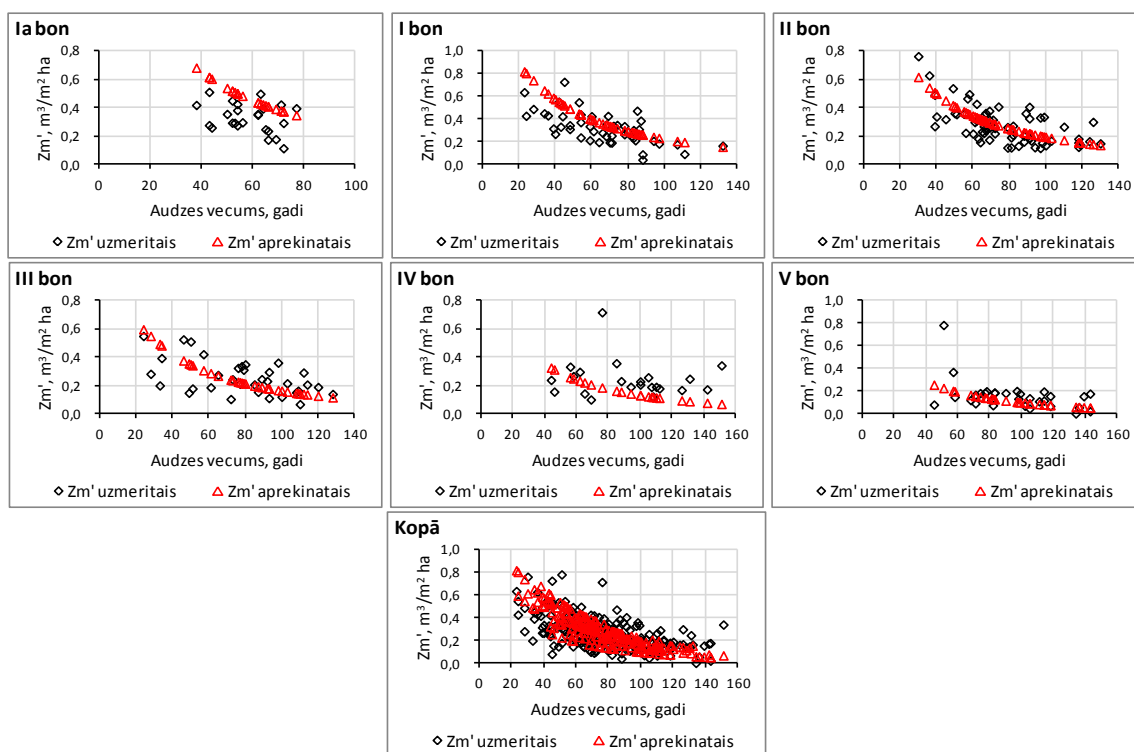 Ia bon
Zm', m³/m² ha
0,8
0,6
0,4
0,2
0,0
0 20 40 60 80 100
Audzes vecums, gadi
Zm' uzmeritais Zm' aprekinatais
I bon
Zm', m³/m² ha
1,0
0,8
0,6
0,4
0,2
0,0
0 20 40 60 80 100 120 140
Audzes vecums, gadi
Zm' uzmeritais Zm' aprekinatais
II bon
Zm', m³/m² ha
0,8
0,6
0,4
0,2
0,0
0 20 40 60 80 100 120 140
Audzes vecums, gadi
Zm' uzmeritais Zm' aprekinatais
III bon
Zm', m³/m² ha
0,8
0,6
0,4
0,2
0,0
0 20 40 60 80 100 120 140
Audzes vecums, gadi
Zm' uzmeritais Zm' aprekinatais
IV bon
Zm', m³/m² ha
0,8
0,6
0,4
0,2
0,0
0 20 40 60 80 100 120 140 160
Audzes vecums, gadi
Zm' uzmeritais Zm' aprekinatais
V bon
Zm', m³/m² ha
1,0
0,8
0,6
0,4
0,2
0,0
0 20 40 60 80 100 120 140 160
Audzes vecums, gadi
Zm' uzmeritais Zm' aprekinatais
Kopā
Zm', m³/m² ha
1,0
0,8
0,6
0,4
0,2
0,0
0 20 40 60 80 100 120 140 160
Audzes vecums, gadi
Zm' uzmeritais Zm' aprekinatais